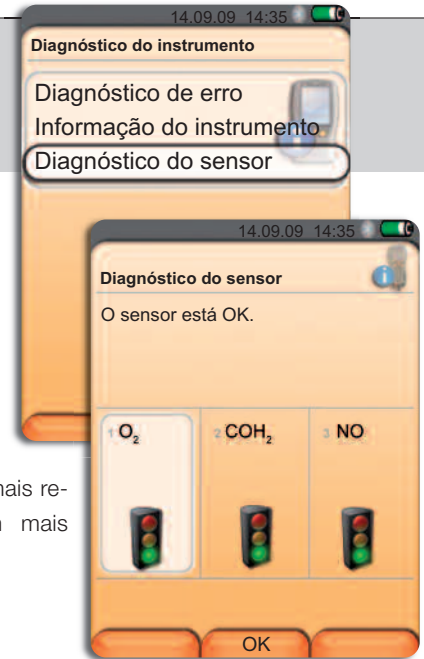 14.09.09 14:35
Diagnóstico do instrumento
Diagnóstico de erro
Informação do instrumento
Diagnóstico do sensor
14.09.09 14:35
Diagnóstico do sensor
O sensor está OK.
1 O₂
2 COH₂
3 NO
OK
nais re-
mais